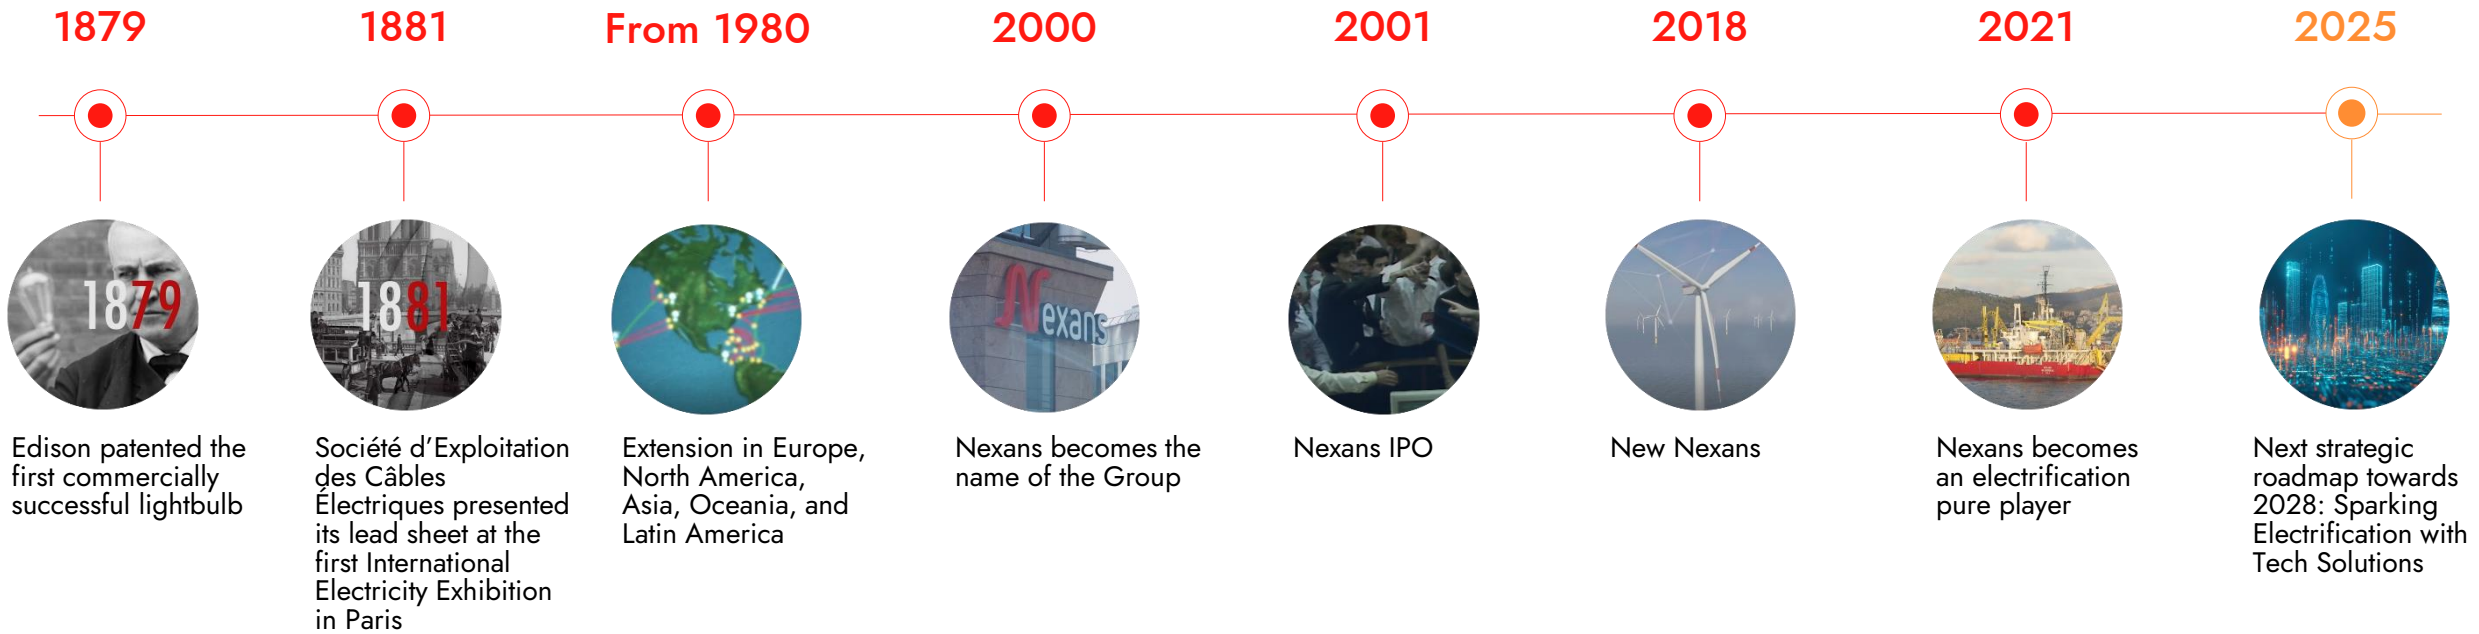 1879
1881
From 1980
2000
2001
2018
2021
2025
1879
1881
Nexans
Edison patented the
first commercially
successful lightbulb
Société d’Exploitation
des Câbles
Électriques presented
its lead sheet at the
first International
Electricity Exhibition
in Paris
Extension in Europe,
North America,
Asia, Oceania, and
Latin America
Nexans becomes the
name of the Group
Nexans IPO
New Nexans
Nexans becomes
an electrification
pure player
Next strategic
roadmap towards
2028: Sparking
Electrification with
Tech Solutions